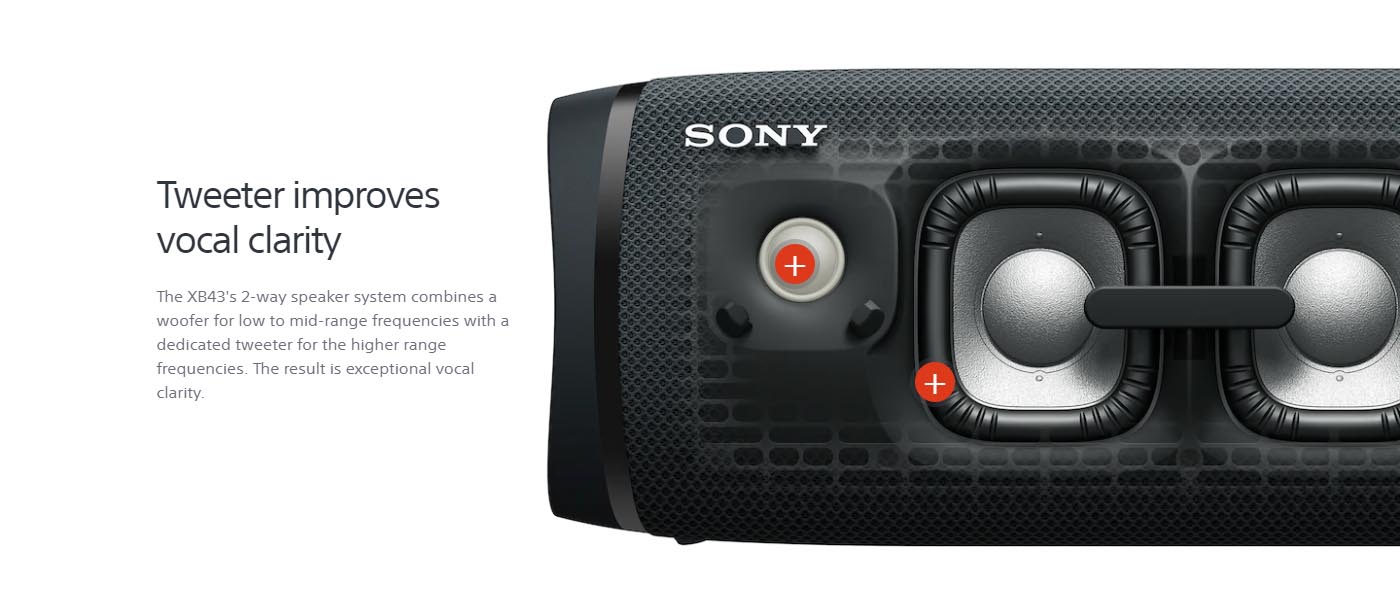 SONY
Tweeter improves
vocal clarity
The XB43's 2-way speaker system combines a
woofer for low to mid-range frequencies with a
dedicated tweeter for the higher range
frequencies. The result is exceptional vocal
clarity.